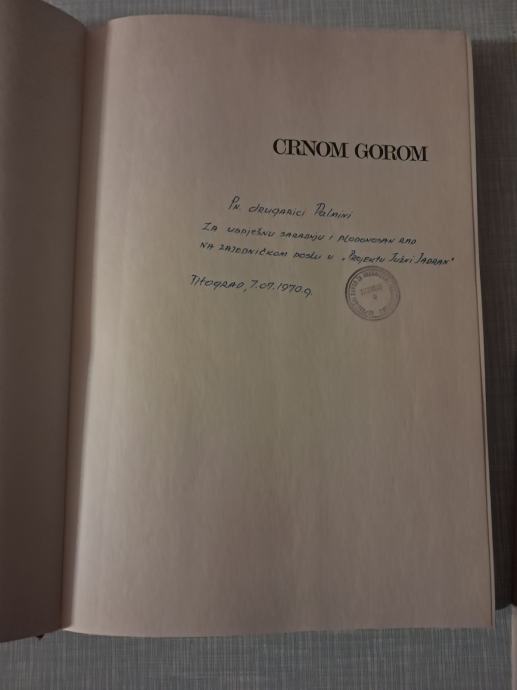 CRNOM GOROM
Pn. drugarici Palmini
Za uspješnu saradnju i plodonosan rad
na zajedničkom poslu u „Projektu Južni Jadran"
Titograd, 7.07.1970.g.